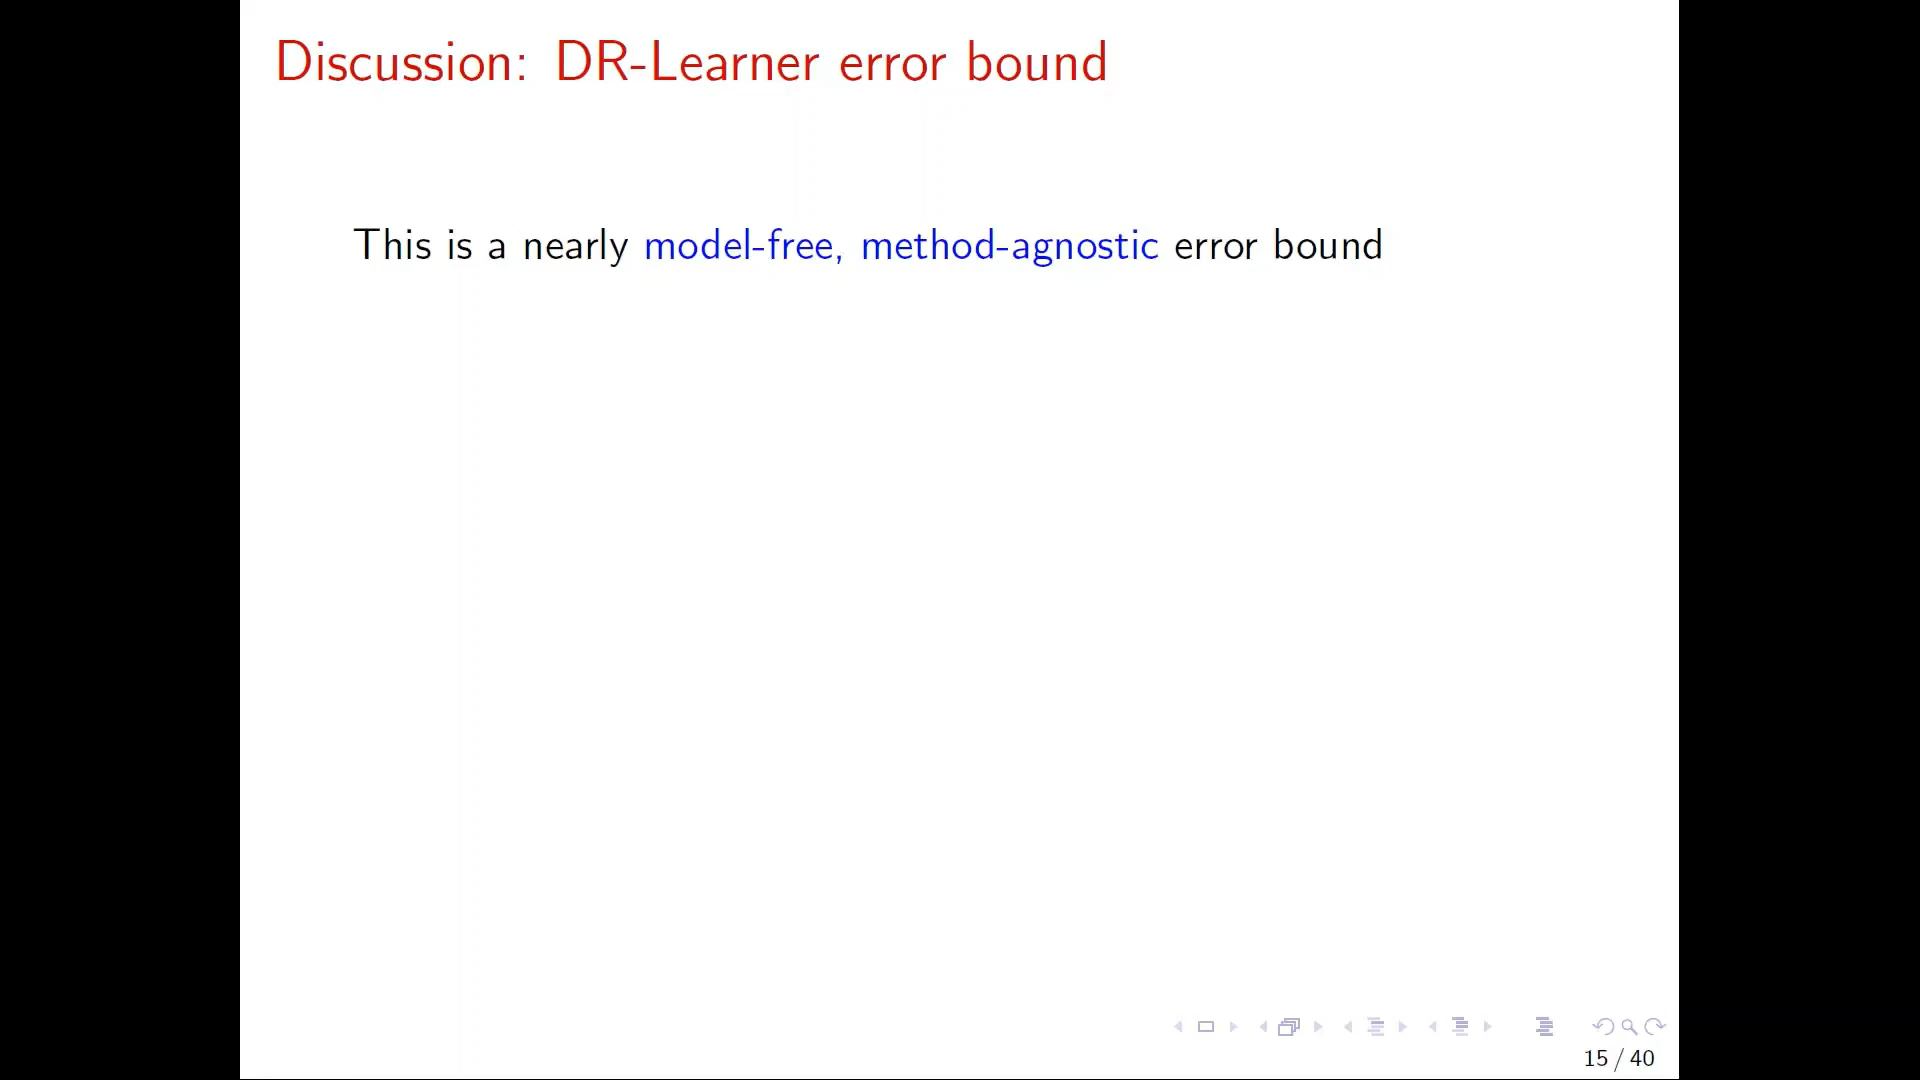 Discussion: DR-Learner error bound
This is a nearly model-free, method-agnostic error bound
15 / 40